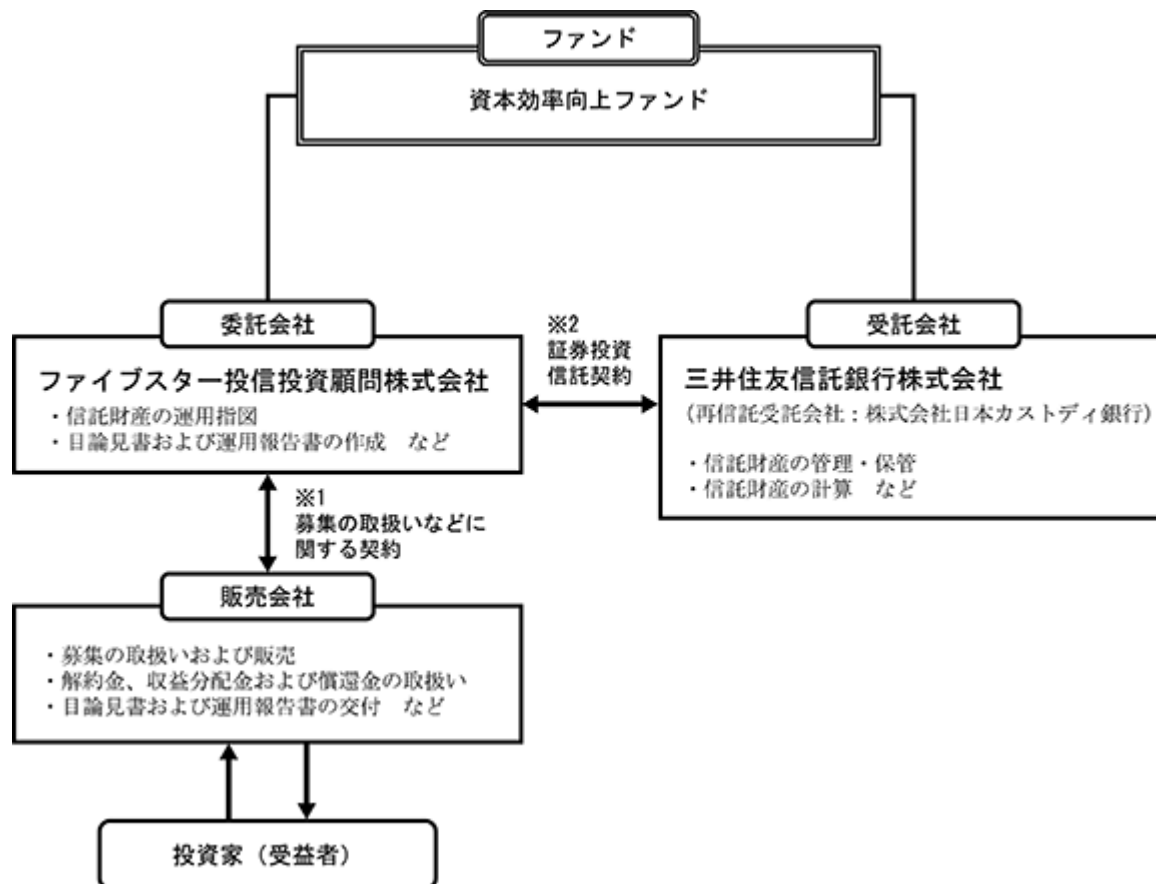 ファンド
資本効率向上ファンド
委託会社
ファイブスター投信投資顧問株式会社
・信託財産の運用指図
・目論見書および運用報告書の作成　など
※2
証券投資
信託契約
受託会社
三井住友信託銀行株式会社
(再信託受託会社：株式会社日本カストディ銀行)
・信託財産の管理・保管
・信託財産の計算　など
※1
募集の取扱いなどに
関する契約
販売会社
・募集の取扱いおよび販売
・解約金、収益分配金および償還金の取扱い
・目論見書および運用報告書の交付　など
投資家（受益者）